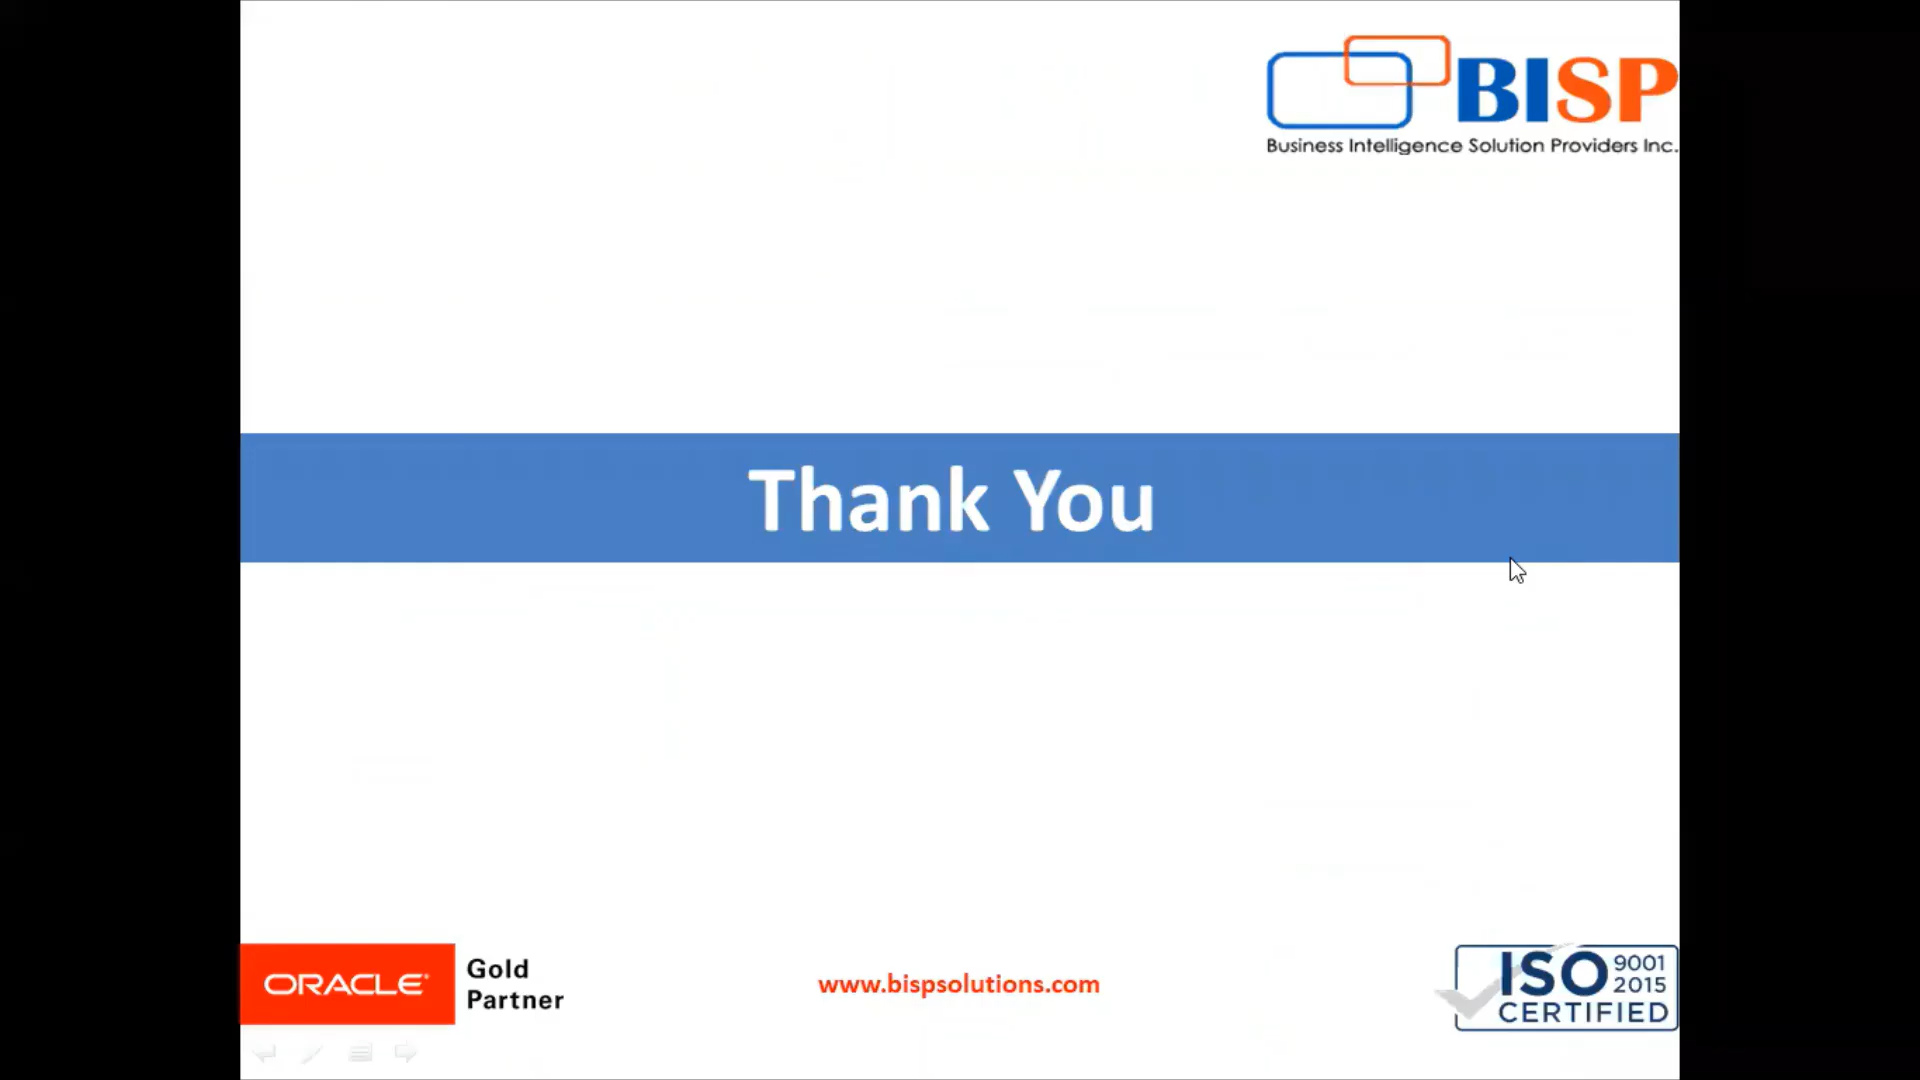 BISP
Business Intelligence Solution Providers Inc.
Thank You
ORACLE®
Gold
Partner
www.bispsolutions.com
ISO 9001
2015
CERTIFIED